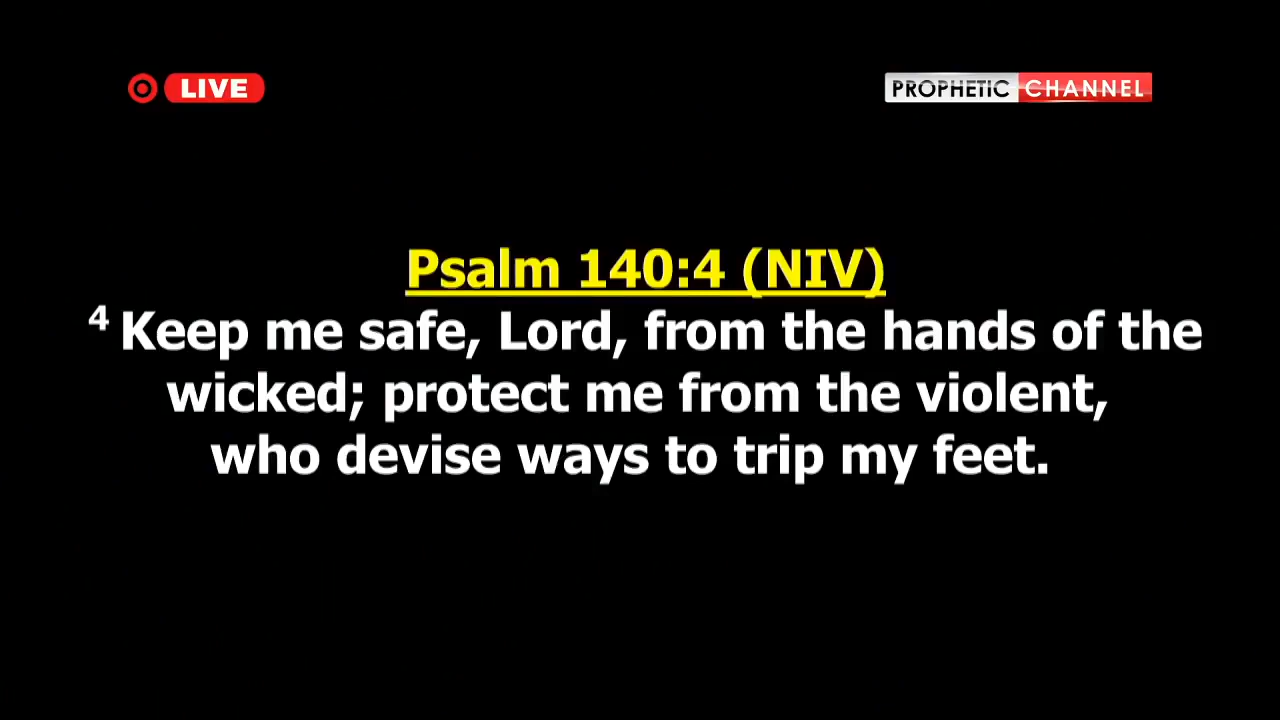 LIVE
PROPHETIC CHANNEL
Psalm 140:4 (NIV)
4 Keep me safe, Lord, from the hands of the
wicked; protect me from the violent,
who devise ways to trip my feet.